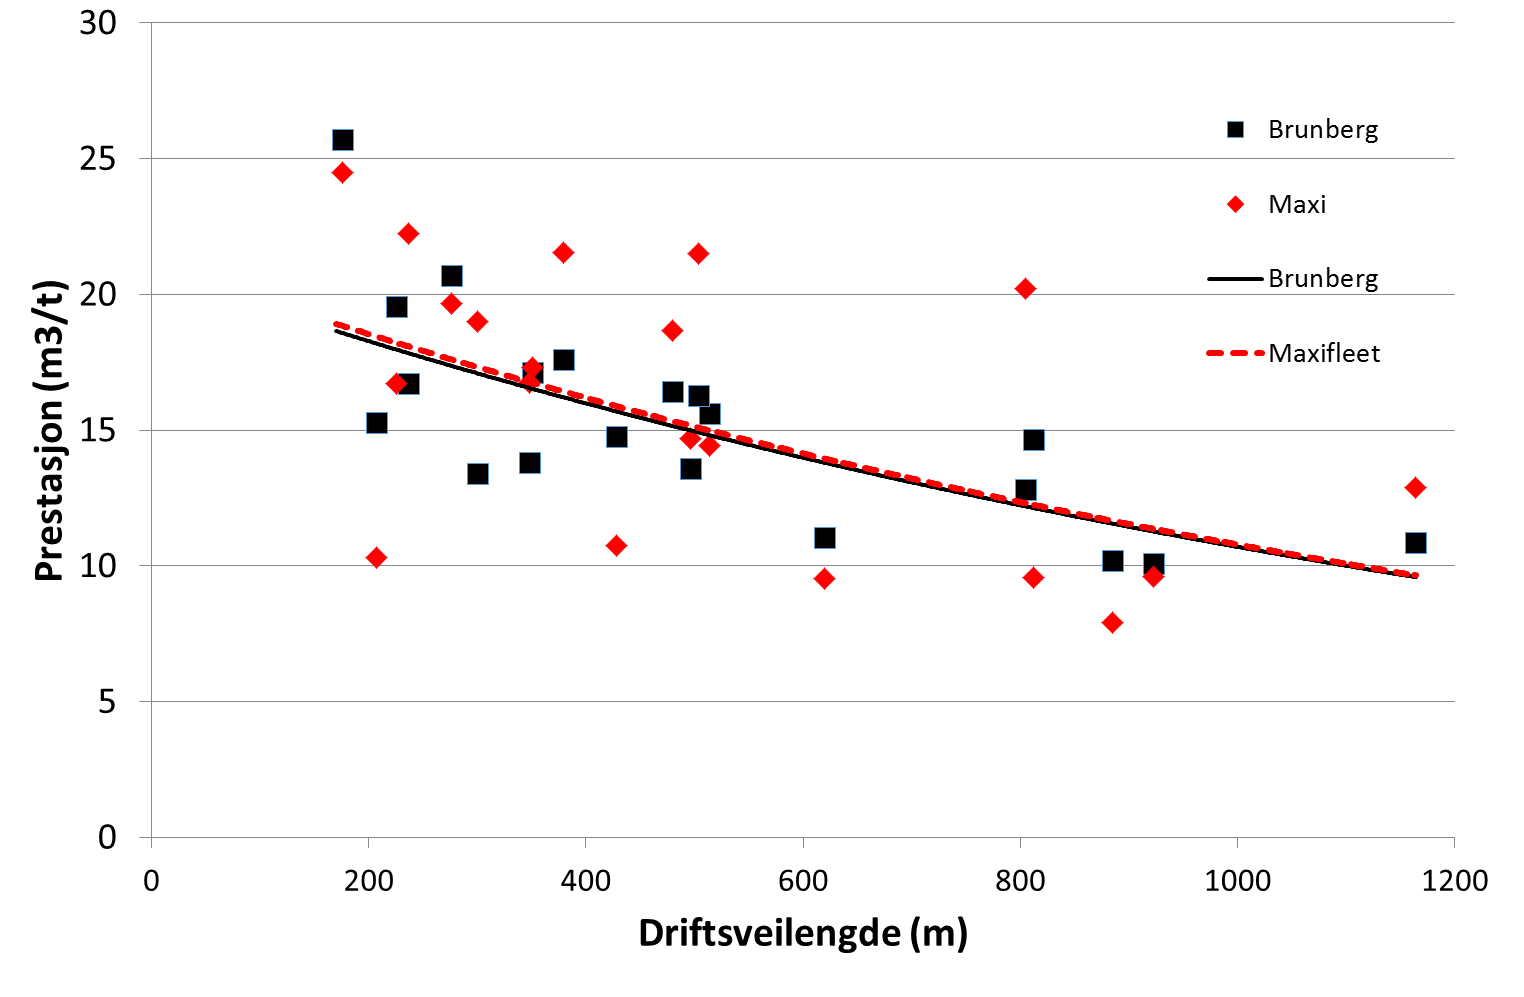 30
25
20
15
10
5
0
Prestasjon (m3/t)
Brunberg
Maxi
Brunberg
Maxifleet
0 200 400 600 800 1000 1200
Driftsveilengde (m)